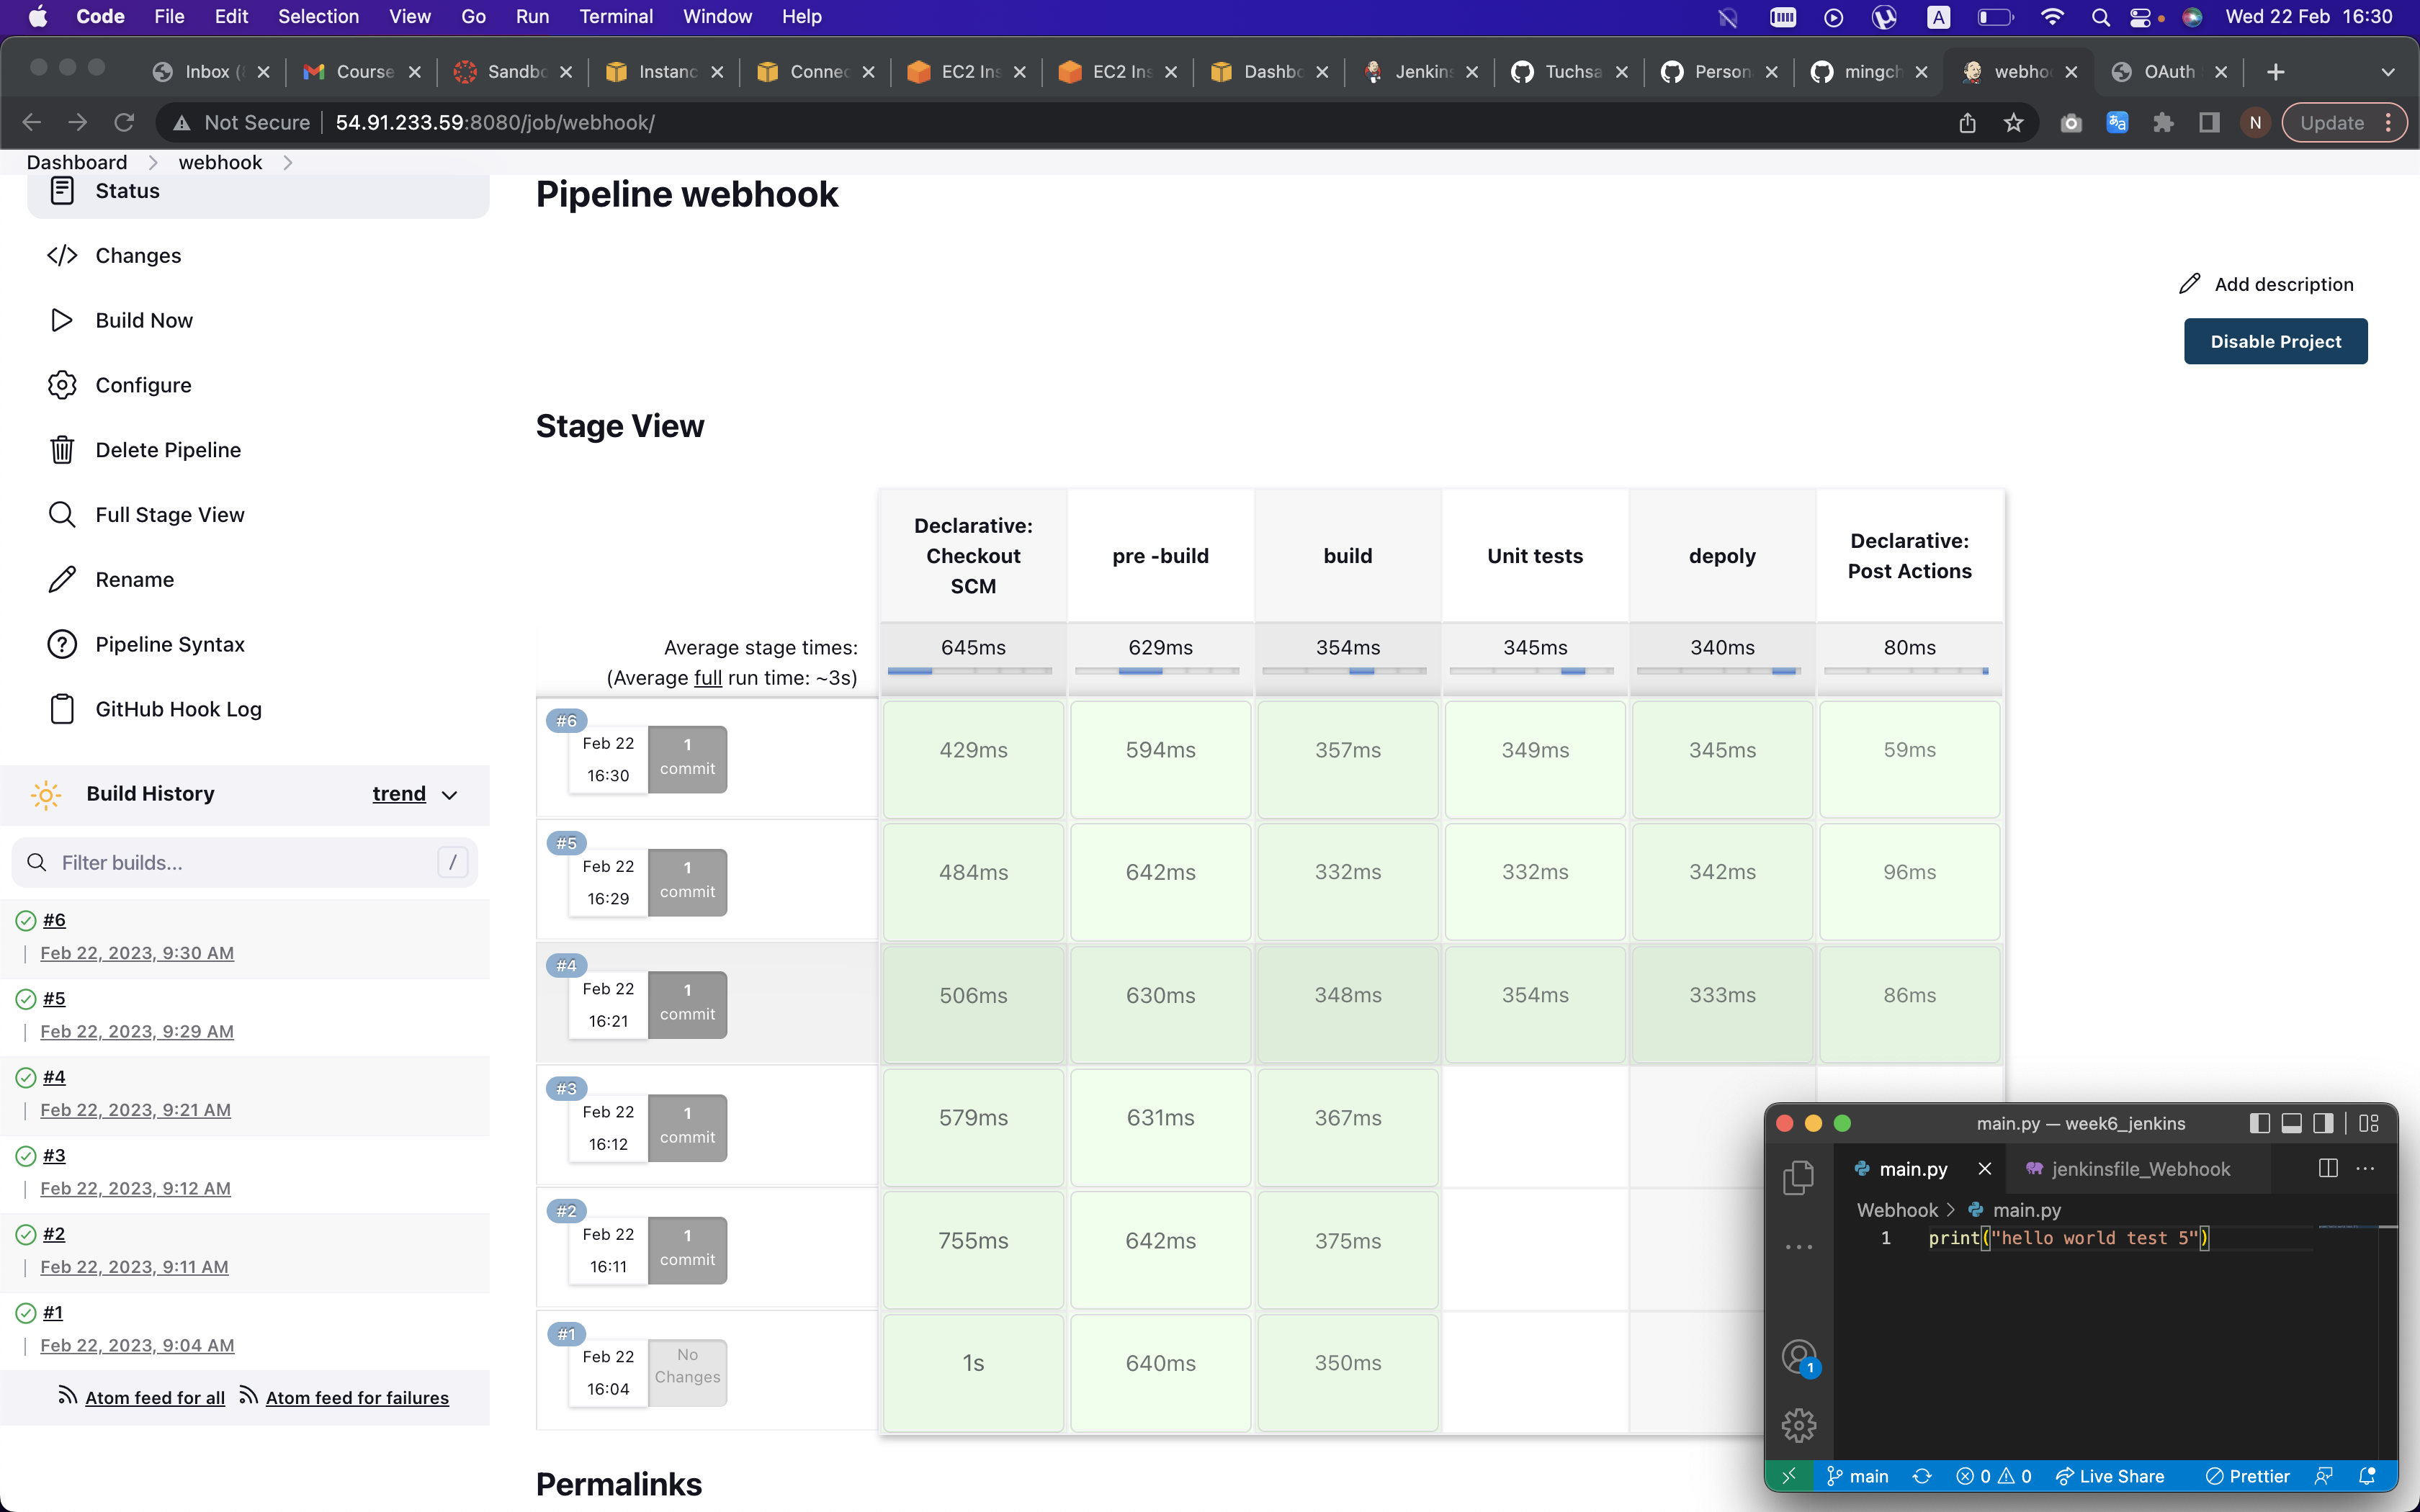 Code File Edit Selection View Go Run Terminal Window Help A Wed 22 Feb 16:30
Inbox ( Course Sandbo Instanc Connec EC2 Ins EC2 Ins Dashbo Jenkins Tuchsa Person mingch webho OAuth
Not Secure 54.91.233.59:8080/job/webhook/ N Update
Dashboard webhook
Status
Changes
Build Now
Configure
Delete Pipeline
Full Stage View
Rename
Pipeline Syntax
GitHub Hook Log
Build History trend
Filter builds... /
#6
Feb 22, 2023, 9:30 AM
#5
Feb 22, 2023, 9:29 AM
#4
Feb 22, 2023, 9:21 AM
#3
Feb 22, 2023, 9:12 AM
#2
Feb 22, 2023, 9:11 AM
#1
Feb 22, 2023, 9:04 AM
Atom feed for all Atom feed for failures
Pipeline webhook
Add description
Disable Project
Stage View
Declarative: Checkout SCM pre -build build Unit tests depoly Declarative: Post Actions
Average stage times: 645ms 629ms 354ms 345ms 340ms 80ms
(Average full run time: ~3s)
#6
Feb 22 16:30 1 commit 429ms 594ms 357ms 349ms 345ms 59ms
#5
Feb 22 16:29 1 commit 484ms 642ms 332ms 332ms 342ms 96ms
#4
Feb 22 16:21 1 commit 506ms 630ms 348ms 354ms 333ms 86ms
#3
Feb 22 16:12 1 commit 579ms 631ms 367ms
#2
Feb 22 16:11 1 commit 755ms 642ms 375ms
#1
Feb 22 16:04 No Changes 1s 640ms 350ms
Permalinks
main.py — week6_jenkins
main.py jenkinsfile_Webhook
Webhook > main.py
1 print("hello world test 5")
1
main 0 0 Live Share Prettier